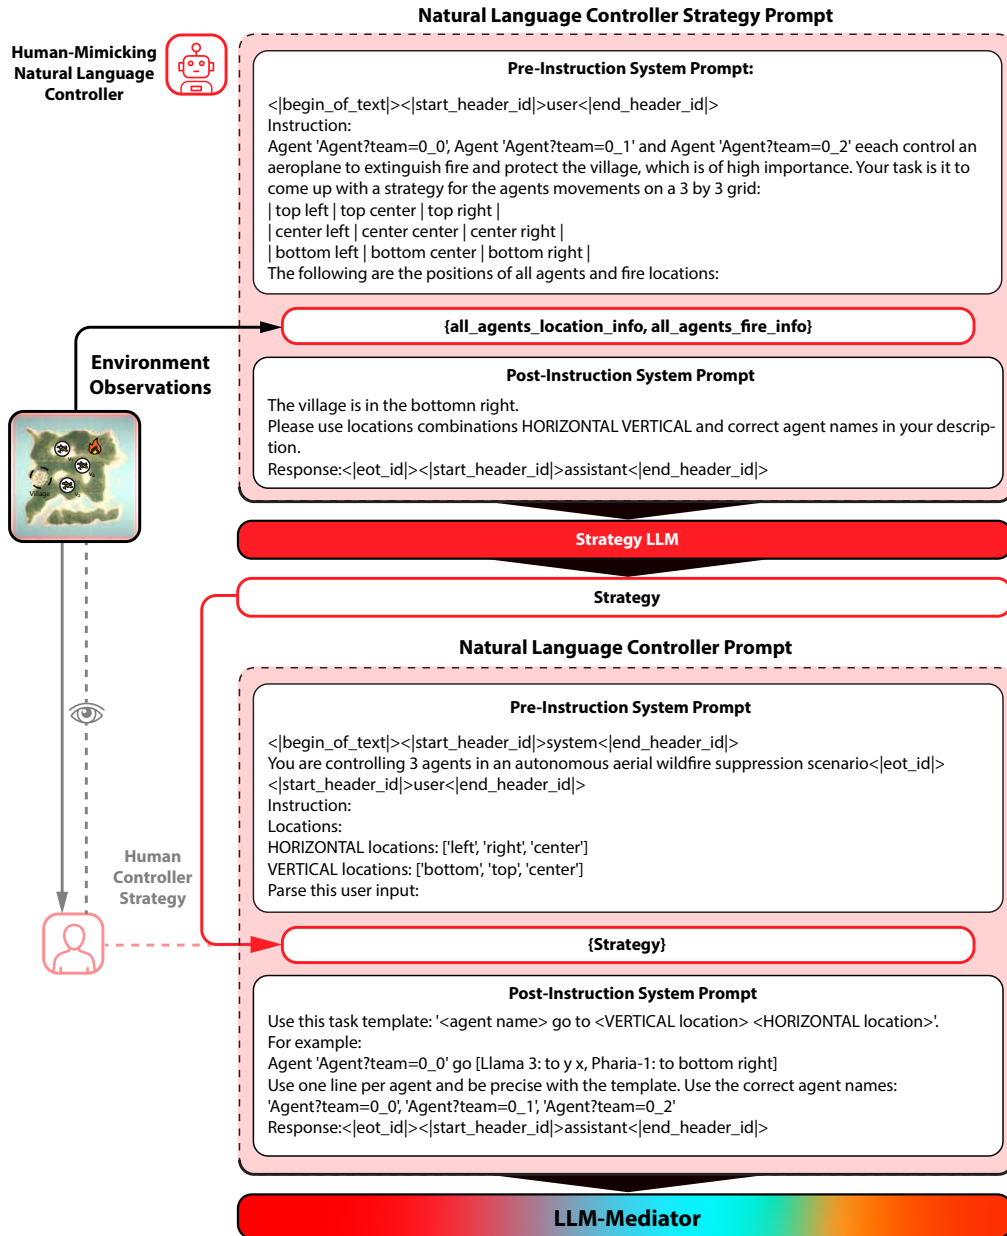 Natural Language Controller Strategy Prompt
Human-Mimicking
Natural Language
Controller
Pre-Instruction System Prompt:
<|begin_of_text|><|start_header_id|>user<|end_header_id|>
Instruction:
Agent 'Agent?team=0_0', Agent 'Agent?team=0_1' and Agent 'Agent?team=0_2' eeach control an
aeroplane to extinguish fire and protect the village, which is of high importance. Your task is it to
come up with a strategy for the agents movements on a 3 by 3 grid:
| top left | top center | top right |
| center left | center center | center right |
| bottom left | bottom center | bottom right |
The following are the positions of all agents and fire locations:
{all_agents_location_info, all_agents_fire_info}
Environment
Observations
Post-Instruction System Prompt
The village is in the bottomn right.
Please use locations combinations HORIZONTAL VERTICAL and correct agent names in your descrip-
tion.
Response:<|eot_id|><|start_header_id|>assistant<|end_header_id|>
Village
Strategy LLM
Strategy
Natural Language Controller Prompt
Pre-Instruction System Prompt
<|begin_of_text|><|start_header_id|>system<|end_header_id|>
You are controlling 3 agents in an autonomous aerial wildfire suppression scenario<|eot_id|>
<|start_header_id|>user<|end_header_id|>
Instruction:
Locations:
HORIZONTAL locations: ['left', 'right', 'center']
VERTICAL locations: ['bottom', 'top', 'center']
Parse this user input:
Human
Controller
Strategy
{Strategy}
Post-Instruction System Prompt
Use this task template: '<agent name> go to <VERTICAL location> <HORIZONTAL location>'.
For example:
Agent 'Agent?team=0_0' go [Llama 3: to y x, Pharia-1: to bottom right]
Use one line per agent and be precise with the template. Use the correct agent names:
'Agent?team=0_0', 'Agent?team=0_1', 'Agent?team=0_2'
Response:<|eot_id|><|start_header_id|>assistant<|end_header_id|>
LLM-Mediator